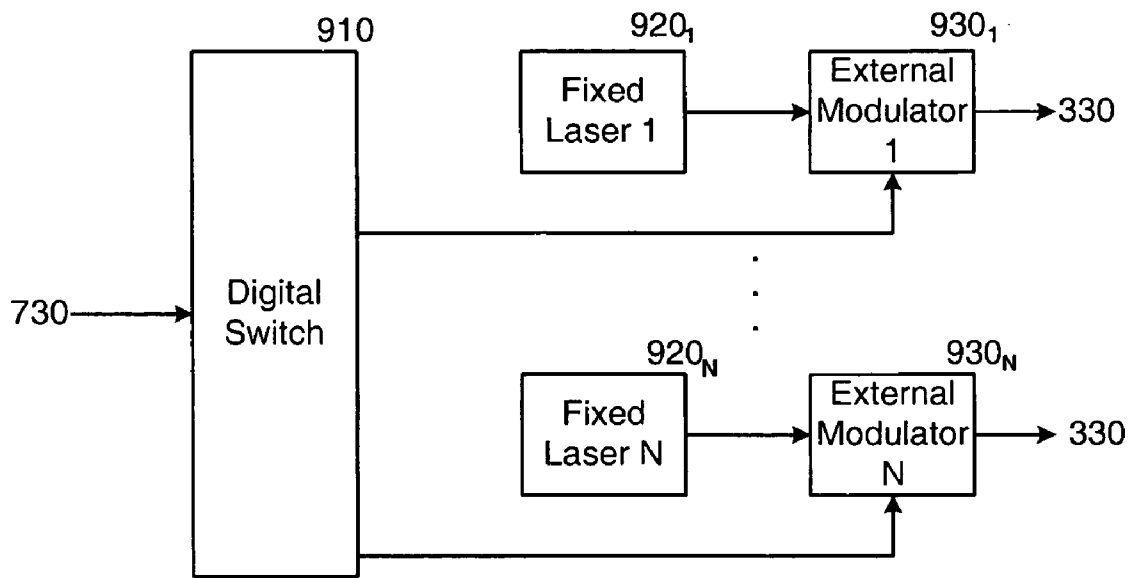 910
920₁
930₁
Fixed
Laser 1
External
Modulator
1
330
730
Digital
Switch
920N
930N
Fixed
Laser N
External
Modulator
N
330